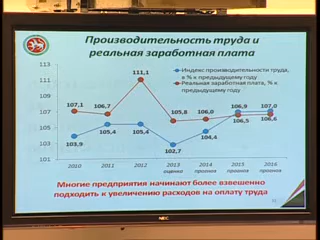 Производительность труда и
реальная заработная плата
Индекс производительности труда,
в % к предыдущему году
Реальная заработная плата, % к
предыдущему году
113
111
109
107
105
103
101
107,1
106,7
111,1
105,8
106,0
106,9
107,0
106,5
106,6
103,9
105,4
105,4
102,7
104,4
2010
2011
2012
2013
оценка
2014
прогноз
2015
прогноз
2016
прогноз
Многие предприятия начинают более взвешенно
подходить к увеличению расходов на оплату труда
NEC